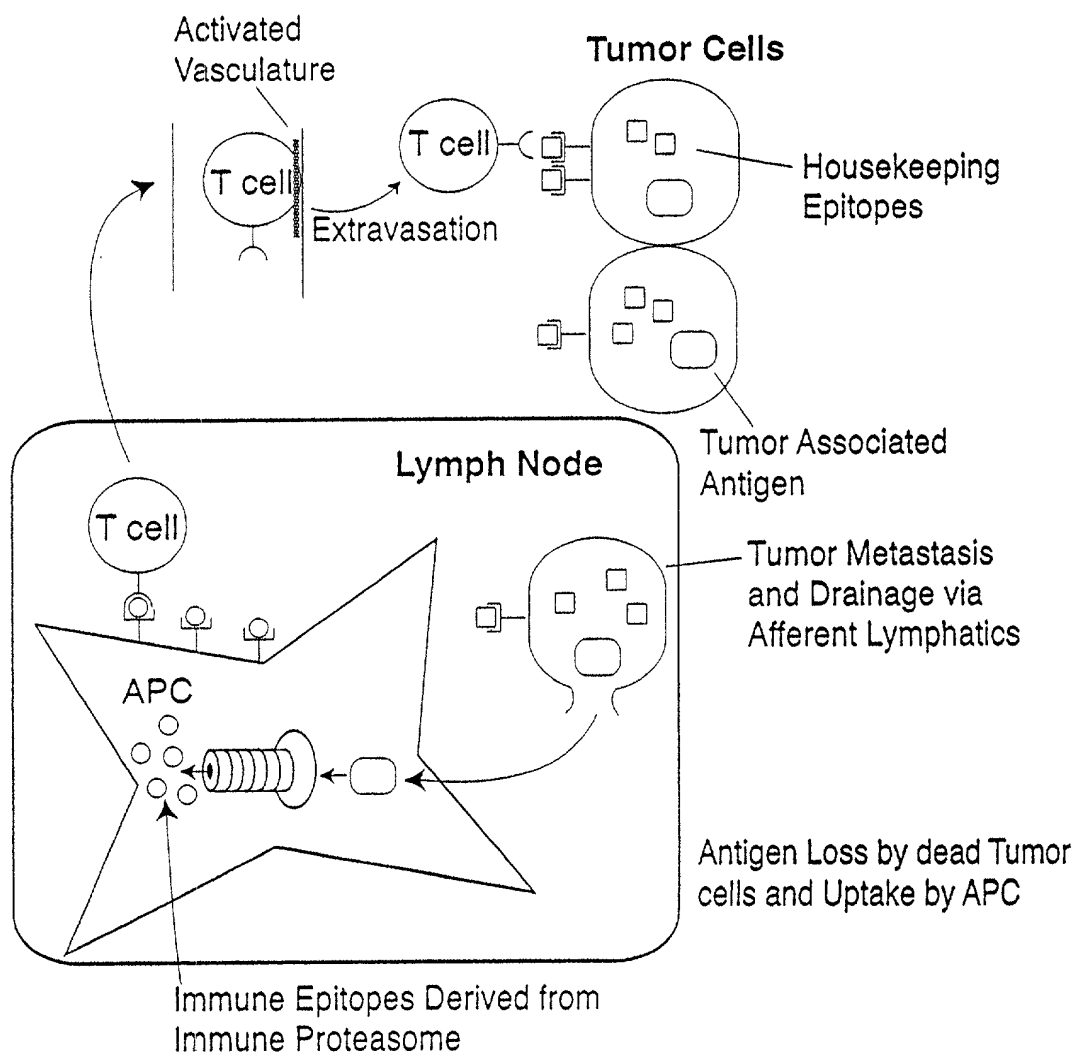 Activated
Vasculature
Tumor Cells
T cell
T cell
Extravasation
Housekeeping
Epitopes
Tumor Associated
Antigen
Lymph Node
T cell
Tumor Metastasis
and Drainage via
Afferent Lymphatics
APC
Antigen Loss by dead Tumor
cells and Uptake by APC
Immune Epitopes Derived from
Immune Proteasome